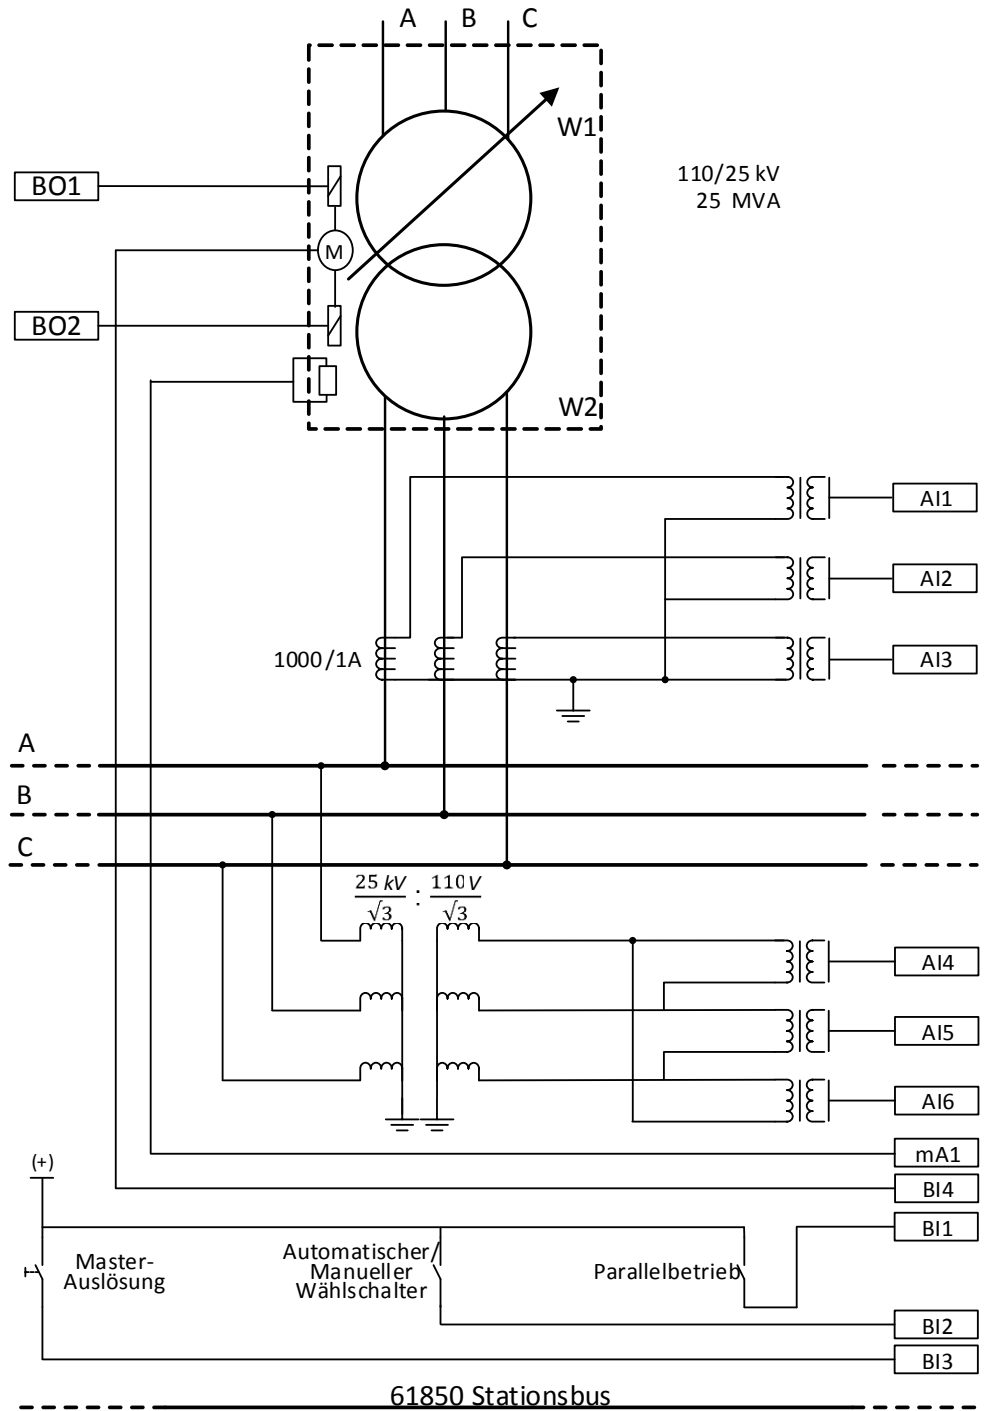 A B C
W1
110/25 kV
25 MVA
BO1
M
BO2
W2
AI1
AI2
1000/1A
AI3
A
B
C
25 kV : 110 V
√3 √3
AI4
AI5
AI6
mA1
(+)
BI4
BI1
Master-
Auslösung
Automatischer/
Manueller
Wählschalter
Parallelbetrieb
BI2
BI3
61850 Stationsbus